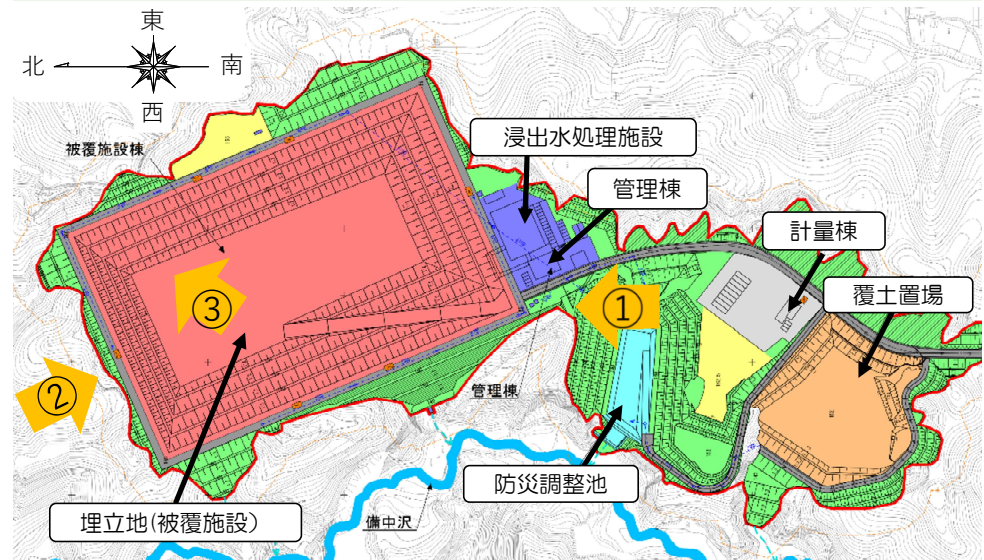 東
北
南
西
被覆施設棟
浸出水処理施設
管理棟
計量棟
覆土置場
③
①
②
管理棟
防災調整池
埋立地(被覆施設)
備中沢